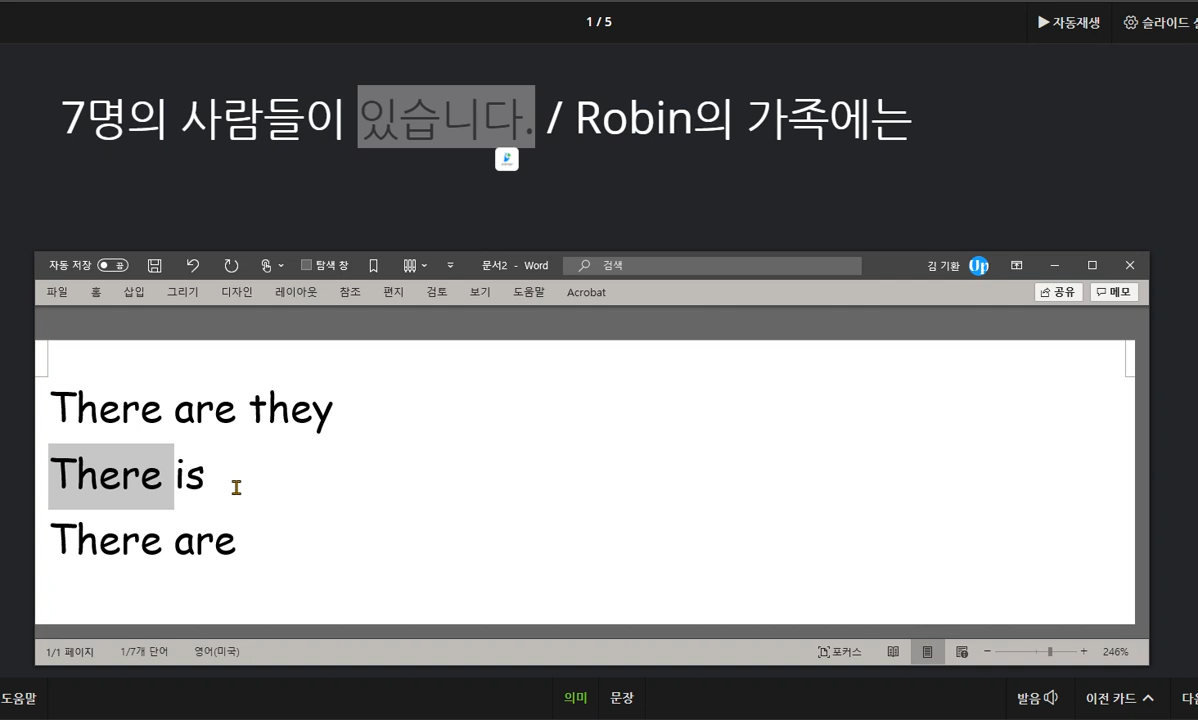 1 / 5
▶자동재생
슬라이드
7명의 사람들이 있습니다. / Robin의 가족에는
자동 저장 끔
탐색 창
문서2 - Word
검색
김 기환
Up
파일 홈 삽입 그리기 디자인 레이아웃 참조 편지 검토 보기 도움말 Acrobat
공유
메모
There are they
There is
There are
1/1 페이지 1/7개 단어 영어(미국)
포커스
- + 246%
도움말
의미
문장
발음
이전 카드